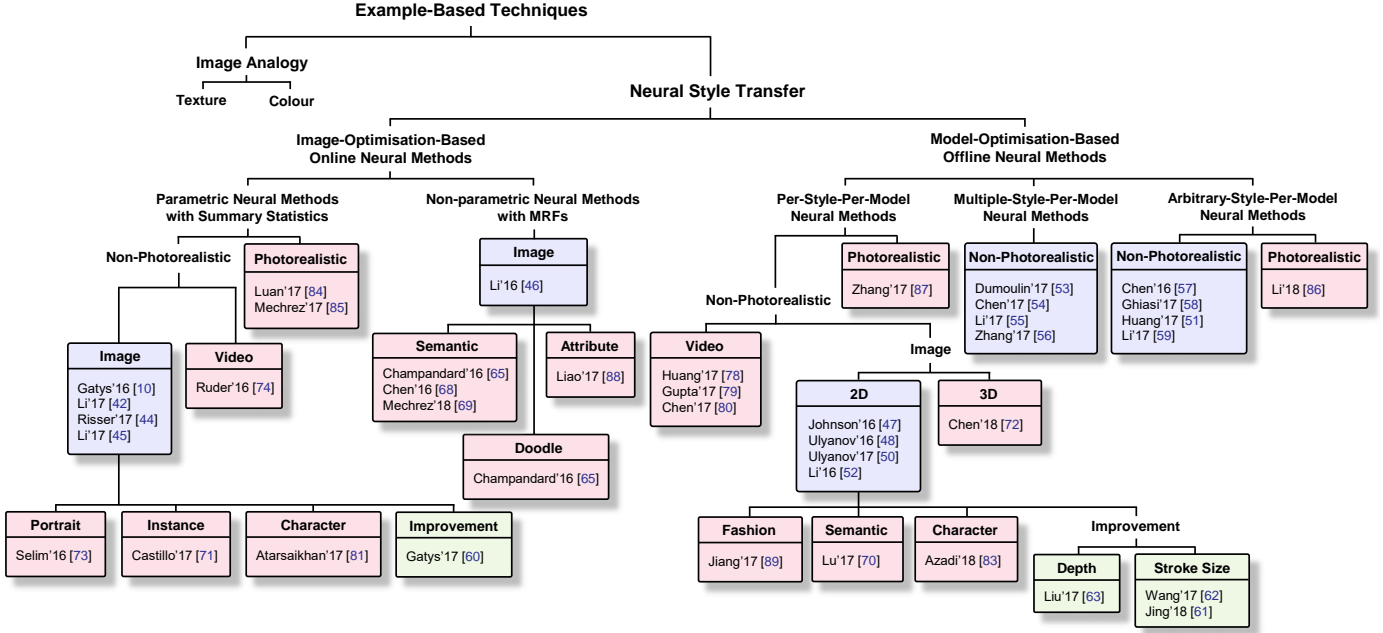 Example-Based Techniques
Image Analogy
Texture
Colour
Neural Style Transfer
Image-Optimisation-Based
Online Neural Methods
Parametric Neural Methods
with Summary Statistics
Non-Photorealistic
Photorealistic
Luan'17 [84]
Mechrez'17 [85]
Image
Gatys'16 [10]
Li'17 [42]
Risser'17 [44]
Li'17 [45]
Video
Ruder'16 [74]
Portrait
Selim'16 [73]
Instance
Castillo'17 [71]
Character
Atarsaikhan'17 [81]
Improvement
Gatys'17 [60]
Non-parametric Neural Methods
with MRFs
Image
Li'16 [46]
Semantic
Champandard'16 [65]
Chen'16 [68]
Mechrez'18 [69]
Attribute
Liao'17 [88]
Doodle
Champandard'16 [65]
Model-Optimisation-Based
Offline Neural Methods
Per-Style-Per-Model
Neural Methods
Non-Photorealistic
Photorealistic
Zhang'17 [87]
Video
Huang'17 [78]
Gupta'17 [79]
Chen'17 [80]
Image
2D
Johnson'16 [47]
Ulyanov'16 [48]
Ulyanov'17 [50]
Li'16 [52]
3D
Chen'18 [72]
Fashion
Jiang'17 [89]
Semantic
Lu'17 [70]
Character
Azadi'18 [83]
Improvement
Depth
Liu'17 [63]
Stroke Size
Wang'17 [62]
Jing'18 [61]
Multiple-Style-Per-Model
Neural Methods
Non-Photorealistic
Dumoulin'17 [53]
Chen'17 [54]
Li'17 [55]
Zhang'17 [56]
Arbitrary-Style-Per-Model
Neural Methods
Non-Photorealistic
Chen'16 [57]
Ghiasi'17 [58]
Huang'17 [51]
Li'17 [59]
Photorealistic
Li'18 [86]